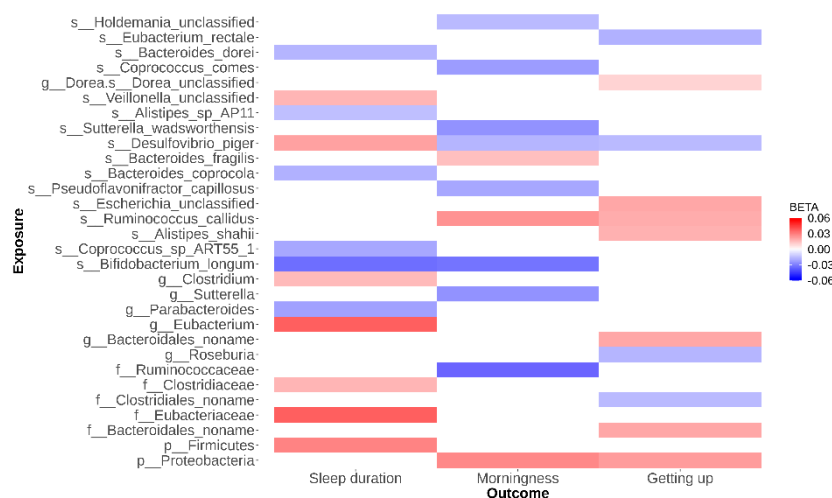 s__Holdemania_unclassified
s__Eubacterium_rectale
s__Bacteroides_dorei
s__Coprococcus_comes
g__Dorea.s__Dorea_unclassified
s__Veillonella_unclassified
s__Alistipes_sp_AP11
s__Sutterella_wadsworthensis
s__Desulfovibrio_piger
s__Bacteroides_fragilis
s__Bacteroides_coprocola
s__Pseudoflavonifractor_capillosus
s__Escherichia_unclassified
s__Ruminococcus_callidus
s__Alistipes_shahii
s__Coprococcus_sp_ART55_1
s__Bifidobacterium_longum
g__Clostridium
g__Sutterella
g__Parabacteroides
g__Eubacterium
g__Bacteroidales_noname
g__Roseburia
f__Ruminococcaceae
f__Clostridiaceae
f__Clostridiales_noname
f__Eubacteriaceae
f__Bacteroidales_noname
p__Firmicutes
p__Proteobacteria
Exposure
Sleep duration Morningness Getting up
Outcome
BETA
0.06
0.03
0.00
-0.03
-0.06